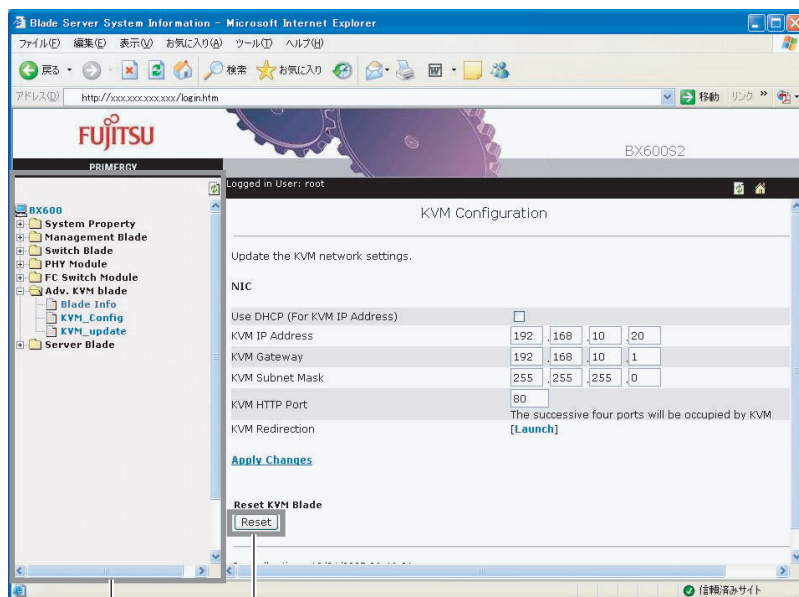 Blade Server System Information - Microsoft Internet Explorer
ファイル(F) 編集(E) 表示(V) お気に入り(A) ツール(T) ヘルプ(H)
戻る 検索 お気に入り
アドレス(D) http://xxx.xxx.xxx.xxx/login.htm 移動 リンク »
FUJITSU
BX600S2
PRIMERGY
Logged in User: root
BX600
System Property
Management Blade
Switch Blade
PHY Module
FC Switch Module
Adv. KVM blade
Blade Info
KVM_Config
KVM_update
Server Blade
KVM Configuration
Update the KVM network settings.
NIC
Use DHCP (For KVM IP Address)
KVM IP Address 192 .168 .10 .20
KVM Gateway 192 .168 .10 .1
KVM Subnet Mask 255 .255 .255 .0
KVM HTTP Port 80
The successive four ports will be occupied by KVM
KVM Redirection [Launch]
Apply Changes
Reset KVM Blade
Reset
信頼済みサイト